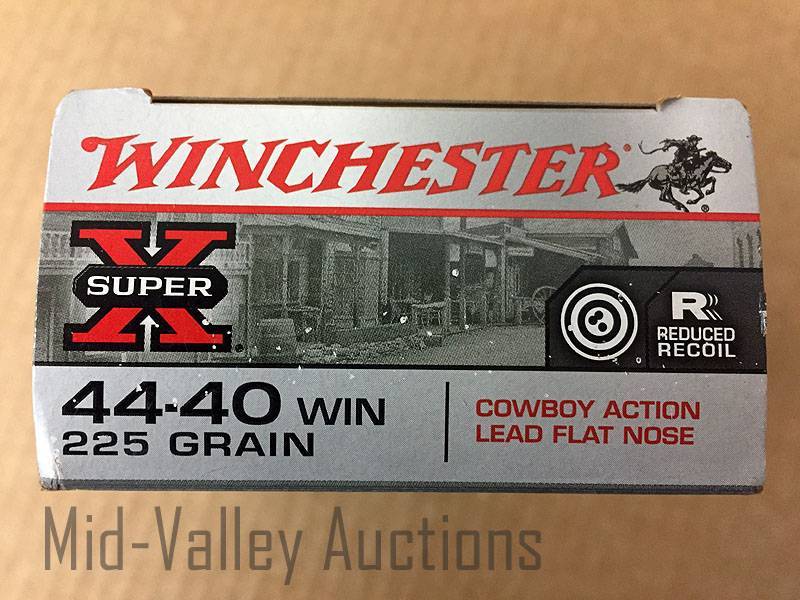 WINCHESTER®
SUPER X
®
R REDUCED
RECOIL
44-40 WIN
225 GRAIN
COWBOY ACTION
LEAD FLAT NOSE
Mid-Valley Auctions